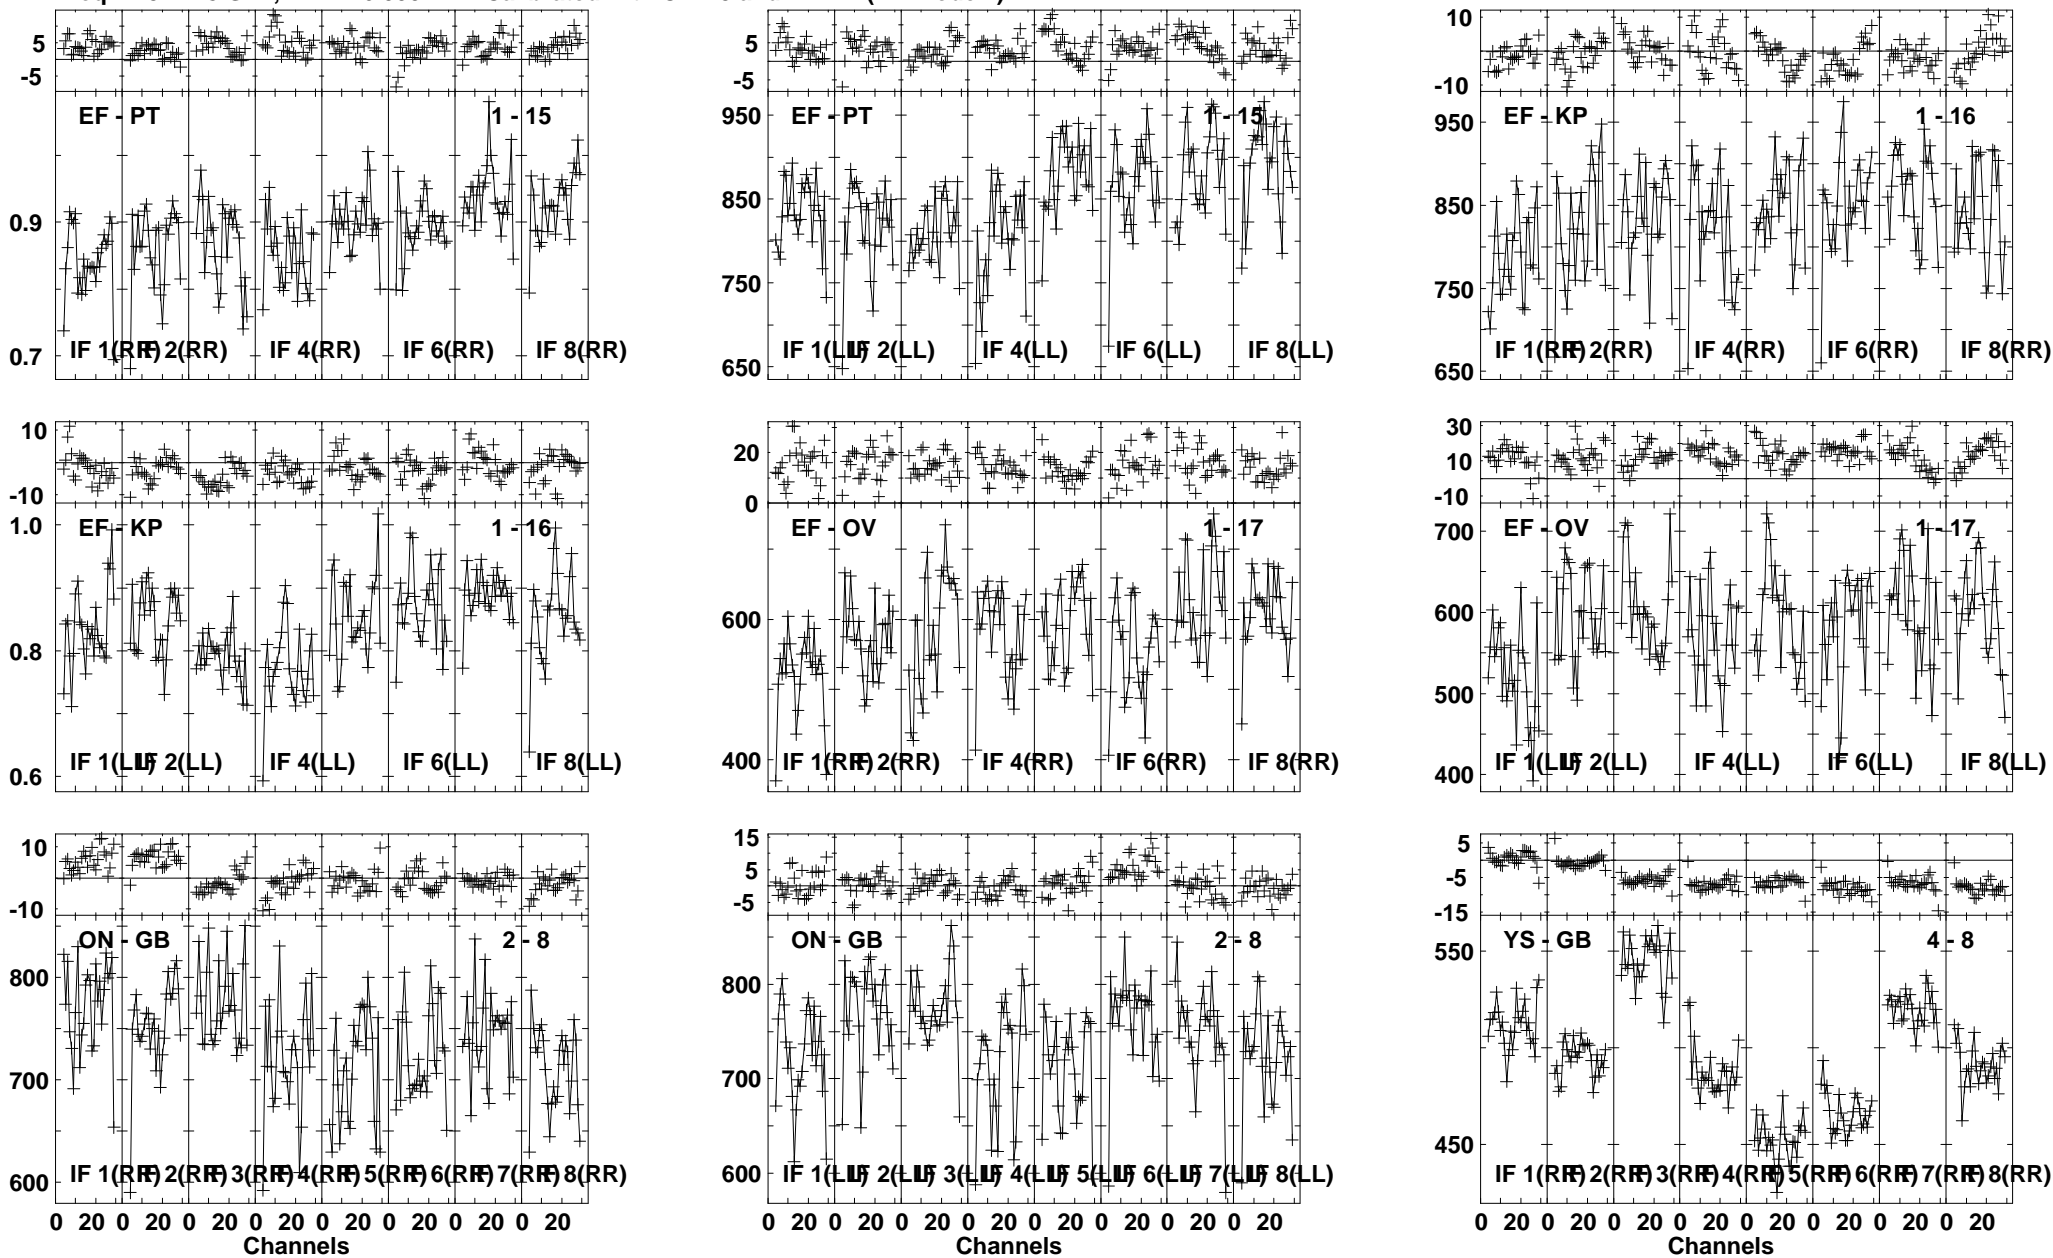 5
-5
EF - PT 1 - 15
0.9
0.7
IF 1(RR) IF 2(RR) IF 4(RR) IF 6(RR) IF 8(RR)
5
-5
950
EF - PT 1 - 15
850
750
650
IF 1(LL) IF 2(LL) IF 4(LL) IF 6(LL) IF 8(LL)
10
-10
950
EF - KP 1 - 16
850
750
650
IF 1(RR) IF 2(RR) IF 4(RR) IF 6(RR) IF 8(RR)
10
-10
1.0
EF - KP 1 - 16
0.8
0.6
IF 1(LL) IF 2(LL) IF 4(LL) IF 6(LL) IF 8(LL)
20
0
EF - OV 1 - 17
600
400
IF 1(RR) IF 2(RR) IF 4(RR) IF 6(RR) IF 8(RR)
30
10
-10
700
EF - OV 1 - 17
600
500
400
IF 1(LL) IF 2(LL) IF 4(LL) IF 6(LL) IF 8(LL)
10
-10
ON - GB 2 - 8
800
700
600
IF 1(RR) IF 2(RR) IF 3(RR) IF 4(RR) IF 5(RR) IF 6(RR) IF 7(RR) IF 8(RR)
0 20 0 20 0 20 0 20 0 20 0 20 0 20 0 20
Channels
15
5
-5
ON - GB 2 - 8
800
700
600
IF 1(LL) IF 2(LL) IF 3(LL) IF 4(LL) IF 5(LL) IF 6(LL) IF 7(LL) IF 8(LL)
0 20 0 20 0 20 0 20 0 20 0 20 0 20 0 20
Channels
5
-5
-15
YS - GB 4 - 8
550
450
IF 1(RR) IF 2(RR) IF 3(RR) IF 4(RR) IF 5(RR) IF 6(RR) IF 7(RR) IF 8(RR)
0 20 0 20 0 20 0 20 0 20 0 20 0 20 0 20
Channels